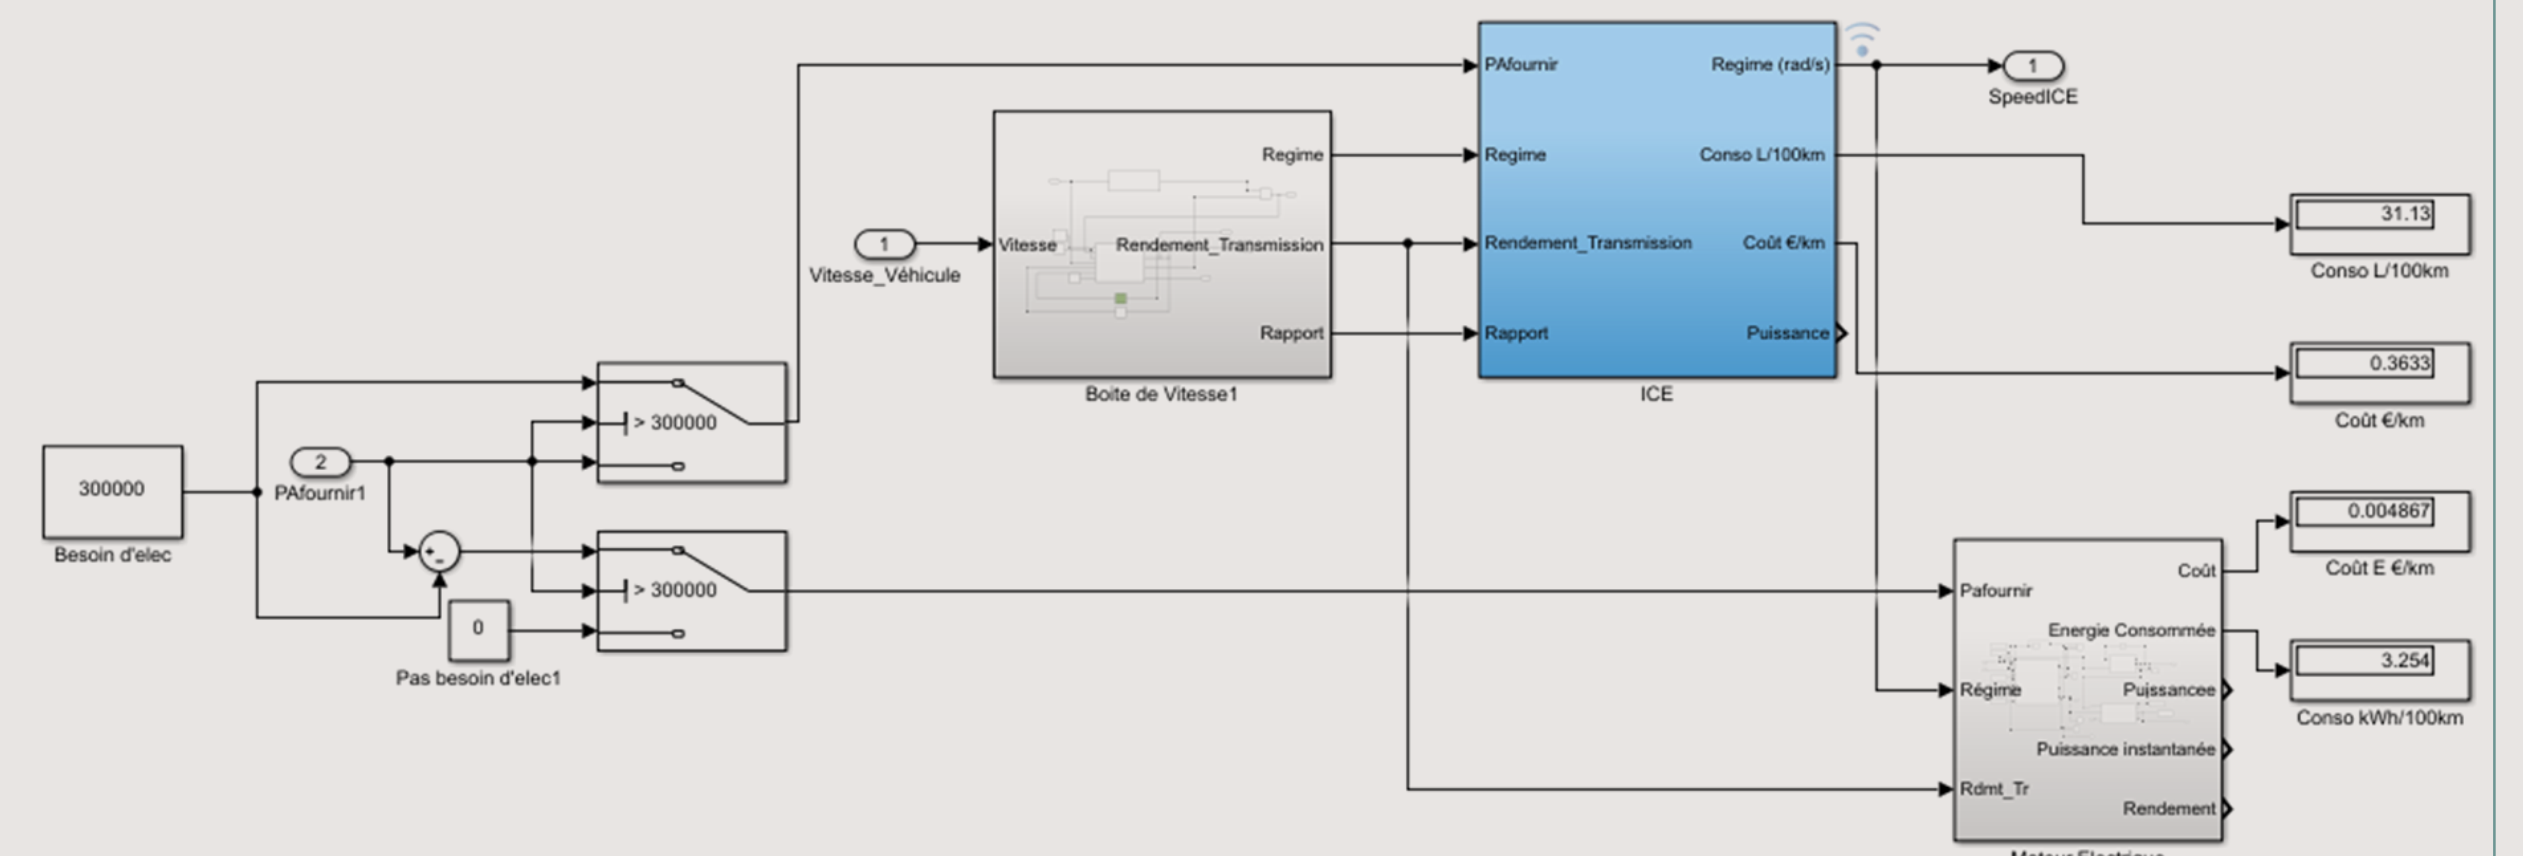 PAfournir
Regime (rad/s)
1
SpeedICE
Regime
Regime
Conso L/100km
31.13
Conso L/100km
1
Vitesse_Véhicule
Vitesse
Rendement_Transmission
Rendement_Transmission
Coût €/km
Rapport
Rapport
Puissance
0.3633
Coût €/km
Boite de Vitesse1
ICE
> 300000
2
PAfournir1
300000
Besoin d'elec
+
-
> 300000
0
Pas besoin d'elec1
0.004867
Coût E €/km
Coût
Pafournir
Energie Consommée
3.254
Conso kWh/100km
Régime
Puissancee
Puissance instantanée
Rdmt_Tr
Rendement
Moteur Electrique